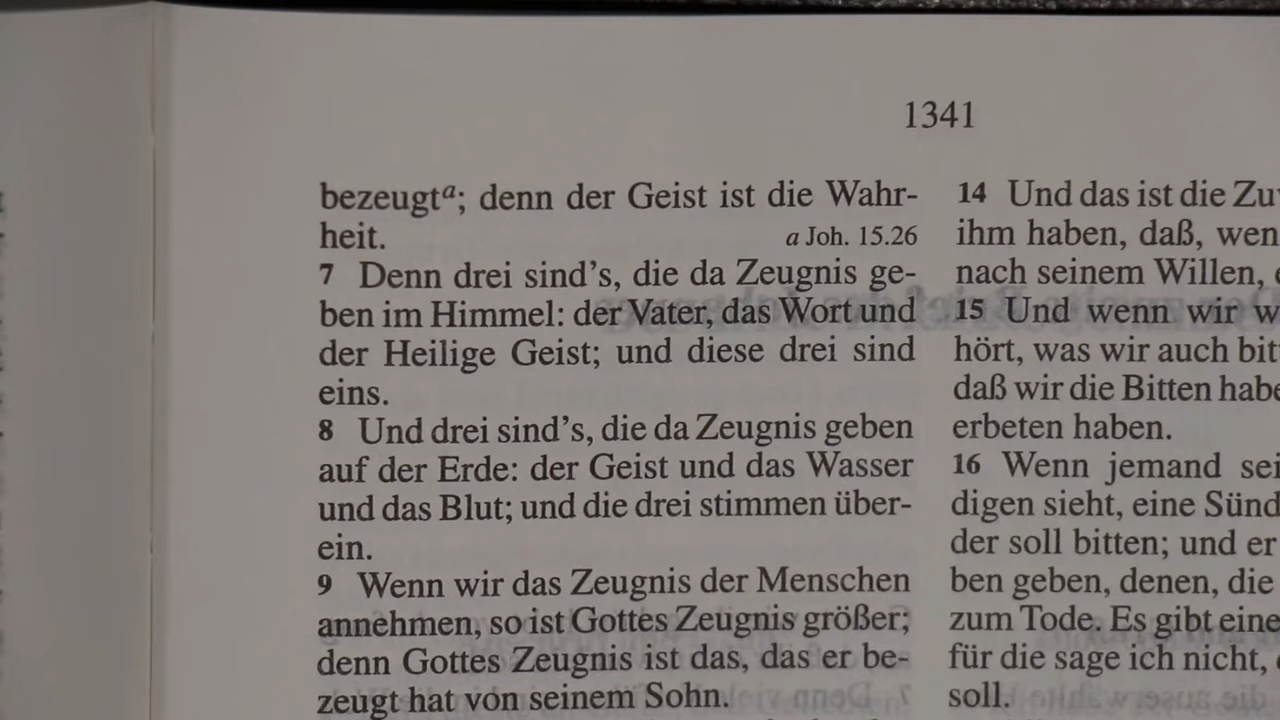 1341
bezeugta; denn der Geist ist die Wahr-
heit. a Joh. 15.26
7 Denn drei sind's, die da Zeugnis ge-
ben im Himmel: der Vater, das Wort und
der Heilige Geist; und diese drei sind
eins.
8 Und drei sind's, die da Zeugnis geben
auf der Erde: der Geist und das Wasser
und das Blut; und die drei stimmen über-
ein.
9 Wenn wir das Zeugnis der Menschen
annehmen, so ist Gottes Zeugnis größer;
denn Gottes Zeugnis ist das, das er be-
zeugt hat von seinem Sohn.
14 Und das ist die
ihm haben, daß,
nach seinem Willen,
15 Und wenn wir
hört, was wir auch
daß wir die Bitten
erbeten haben.
16 Wenn jemand
digen sieht, eine
der soll bitten; und er
ben geben, denen, die
zum Tode. Es gibt
für die sage ich nicht,
soll.